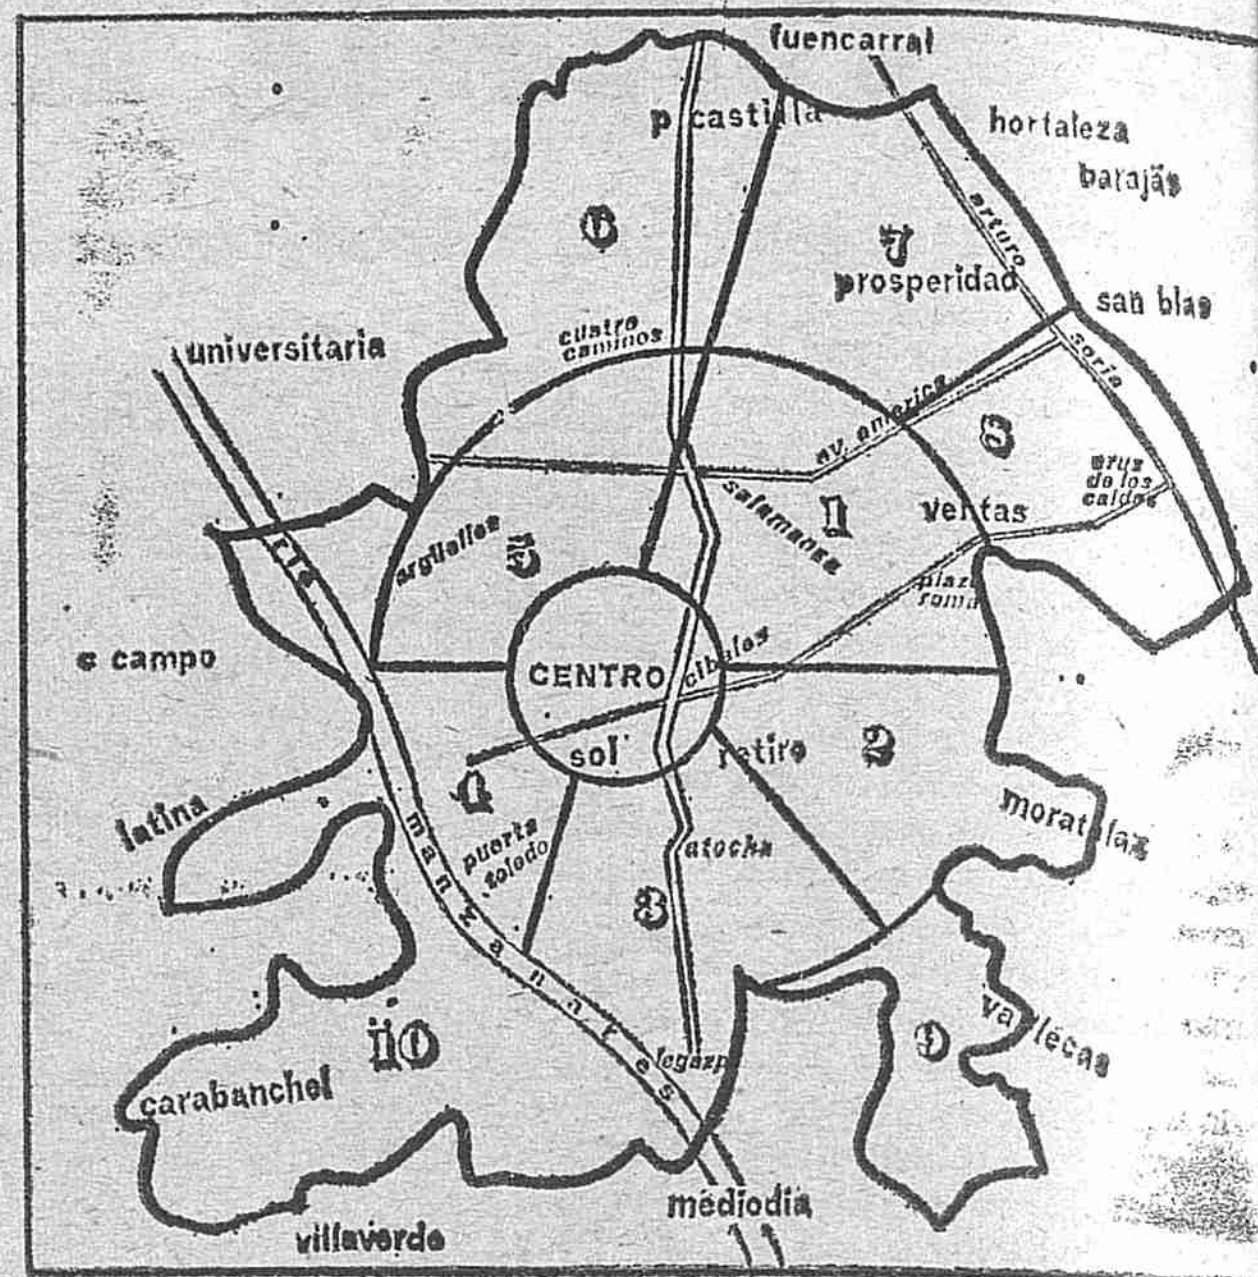 fuencarral
p castilla
hortaleza
barajas
6
7
arturo
prosperidad
san blas
universitaria
cuatro
caminos
soria
av. america
8
cruz
de los
caidos
salamanca
1
ventas
argüelles
5
rio
plaza
roma
c campo
CENTRO
cibeles
sol
retiro
2
4
latina
manzanares
puerta
toledo
atocha
moratalaz
3
vallecas
10
9
legazpi
carabanchel
mediodia
villaverde